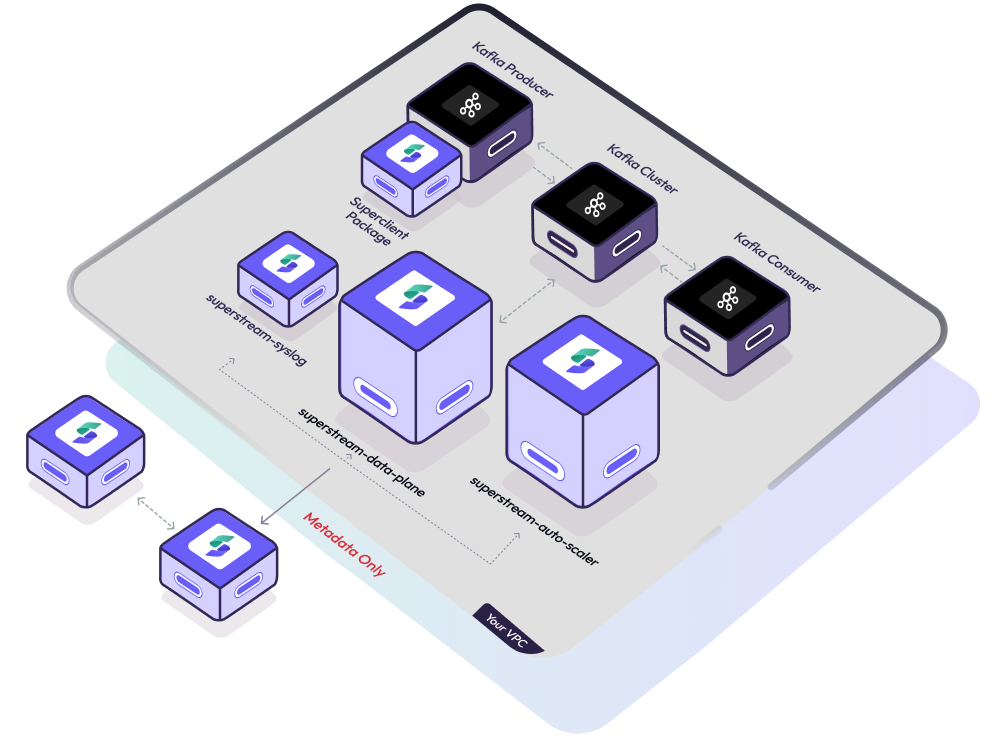 Kafka Producer
Kafka Cluster
Kafka Consumer
Superclient
Package
superstream-syslog
superstream-data-plane
superstream-auto-scaler
Metadata Only
Your VPC